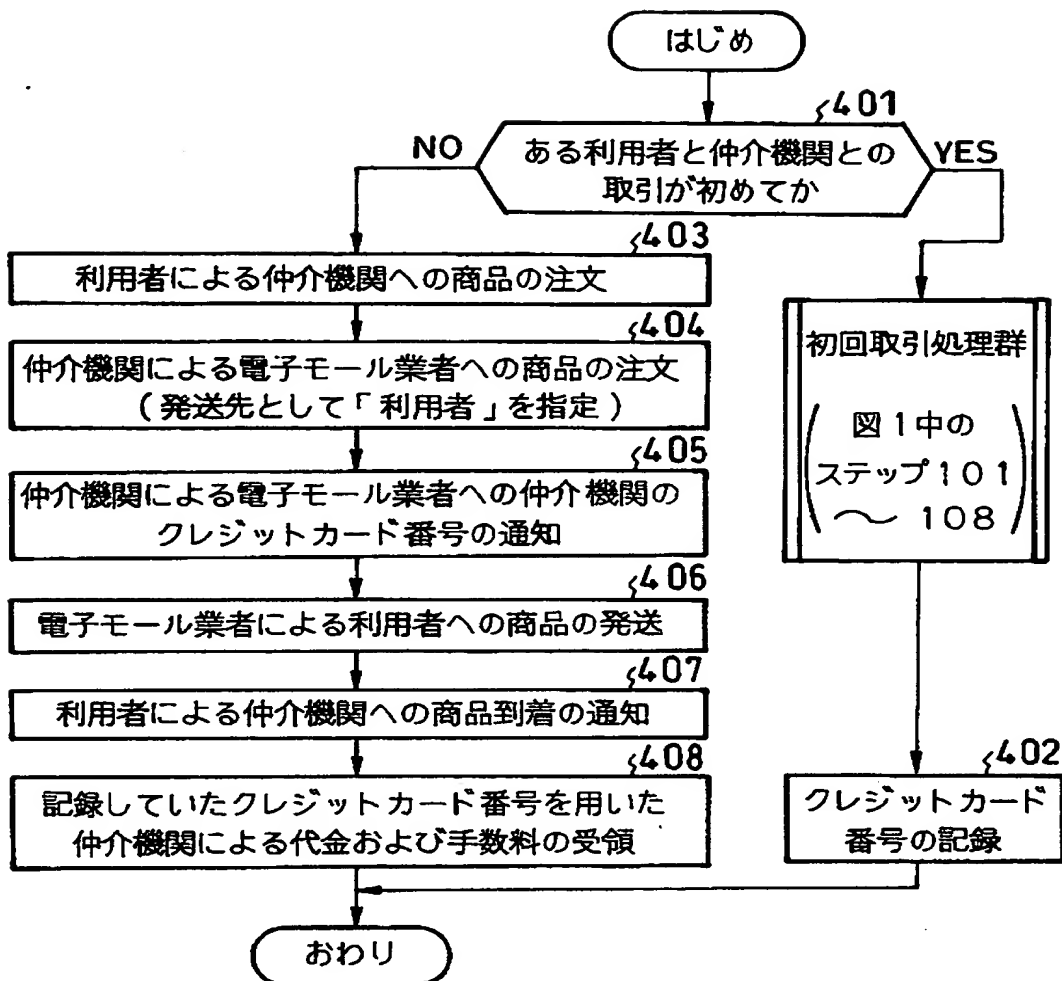 はじめ
401
ある利用者と仲介機関との
取引が初めてか
NO
YES
403
利用者による仲介機関への商品の注文
404
仲介機関による電子モール業者への商品の注文
(発送先として「利用者」を指定)
405
仲介機関による電子モール業者への仲介機関の
クレジットカード番号の通知
406
電子モール業者による利用者への商品の発送
407
利用者による仲介機関への商品到着の通知
408
記録していたクレジットカード番号を用いた
仲介機関による代金および手数料の受領
初回取引処理群
(図1中の
ステップ101
〜 108)
402
クレジットカード
番号の記録
おわり